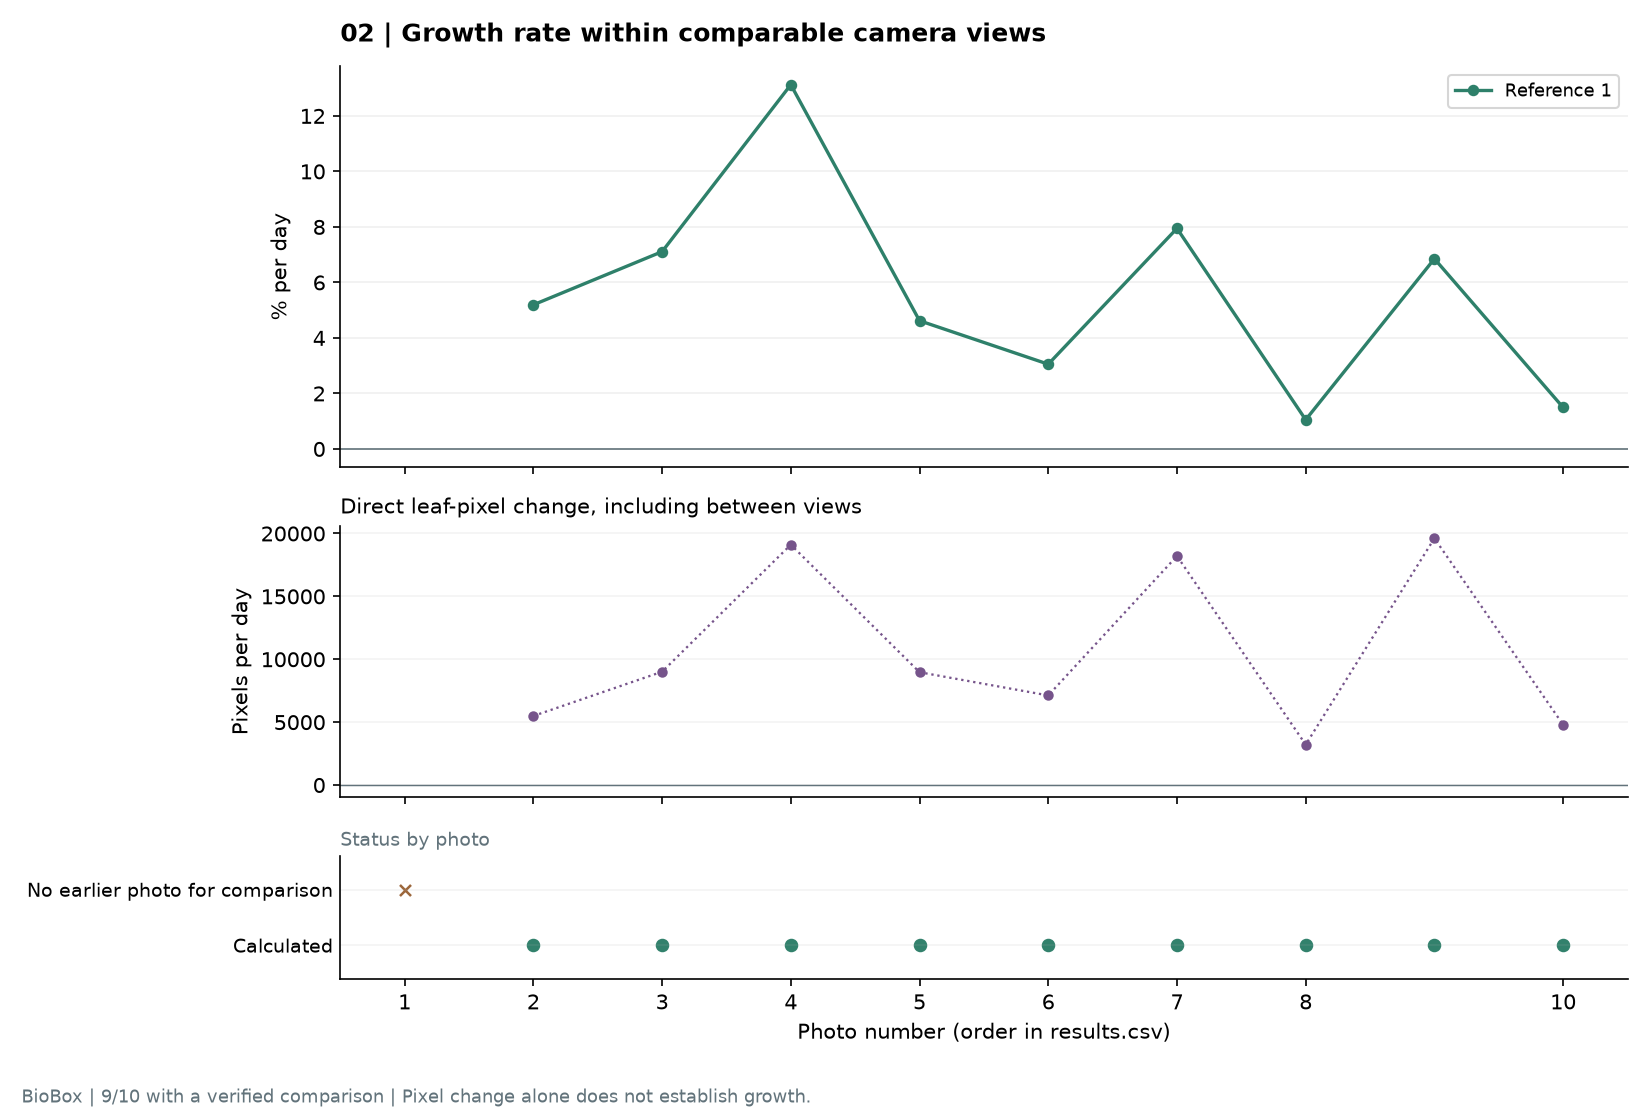 02 | Growth rate within comparable camera views
Reference 1
12
10
8
6
4
2
0
% per day
Direct leaf-pixel change, including between views
20000
15000
10000
5000
0
Pixels per day
Status by photo
No earlier photo for comparison
Calculated
1 2 3 4 5 6 7 8 10
Photo number (order in results.csv)
BioBox | 9/10 with a verified comparison | Pixel change alone does not establish growth.